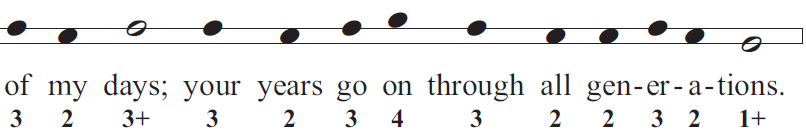 of my days; your years go on through all gen-er-a-tions.
3 2 3+ 3 2 3 4 3 2 2 3 2 1+